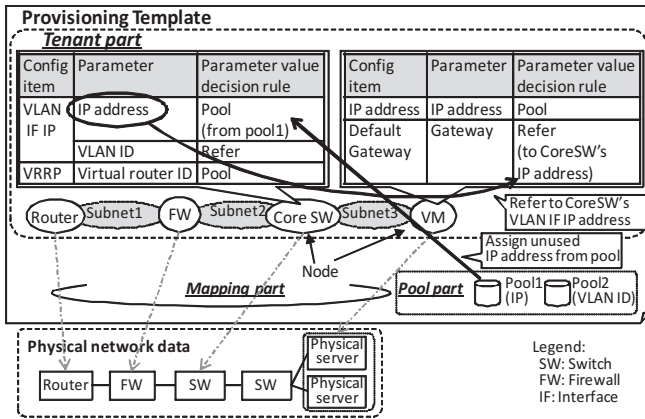 Provisioning Template
Tenant part
Config item
Parameter
Parameter value decision rule
VLAN IF IP
IP address
Pool (from pool1)
VLAN ID
Refer
VRRP
Virtual router ID
Pool
Config item
Parameter
Parameter value decision rule
IP address
IP address
Pool
Default Gateway
Gateway
Refer (to CoreSW's IP address)
Router
Subnet1
FW
Subnet2
Core SW
Subnet3
VM
Refer to CoreSW's
VLAN IF IP address
Node
Assign unused
IP address from pool
Mapping part
Pool part
Pool1
(IP)
Pool2
(VLAN ID)
Physical network data
Router
FW
SW
SW
Physical server
Physical server
Legend:
SW: Switch
FW: Firewall
IF: Interface